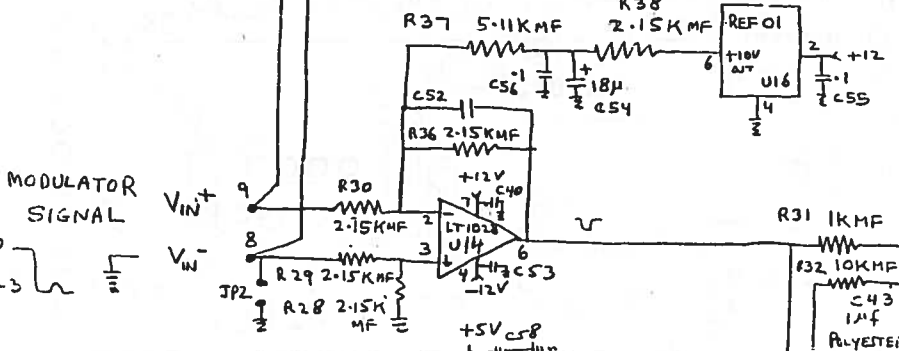 R38
R37 5.11KMF 2.15KMF REF01
+10V
OUT
6
2
+12
U16
4
.1
C55
C56 .1
18µ
C54
+
C52
R36 2.15KMF
+12V
C40
7
MODULATOR
SIGNAL
VIN+ 9
R30
2.15KMF
2 -
LT1028
U14
6
3 +
4
C53
-12V
VIN- 8
R29 2.15KMF
R28 2.15K
MF
JP2
-3
R31 1KMF
R32 10KMF
C43
1µf
POLYESTER
+5V C58